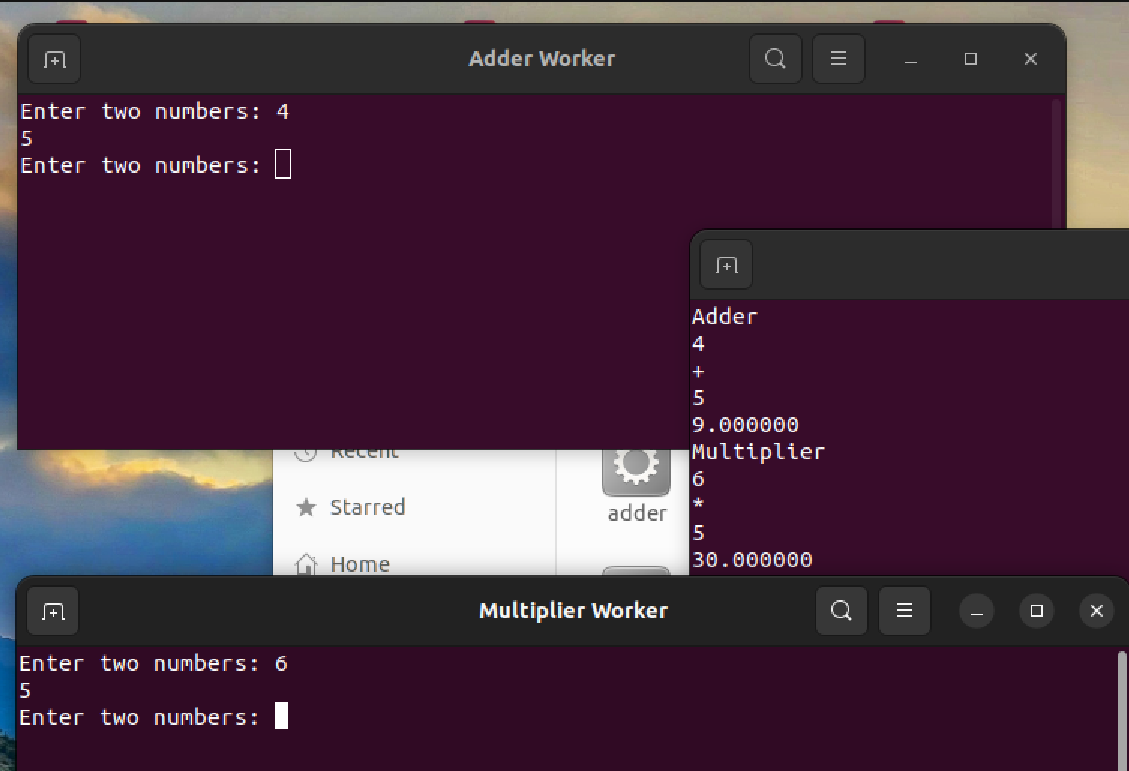 Adder Worker
Enter two numbers: 4
5
Enter two numbers:
Adder
4
+
5
9.000000
Multiplier
6
*
5
30.000000
Recent
Starred
Home
adder
Multiplier Worker
Enter two numbers: 6
5
Enter two numbers: